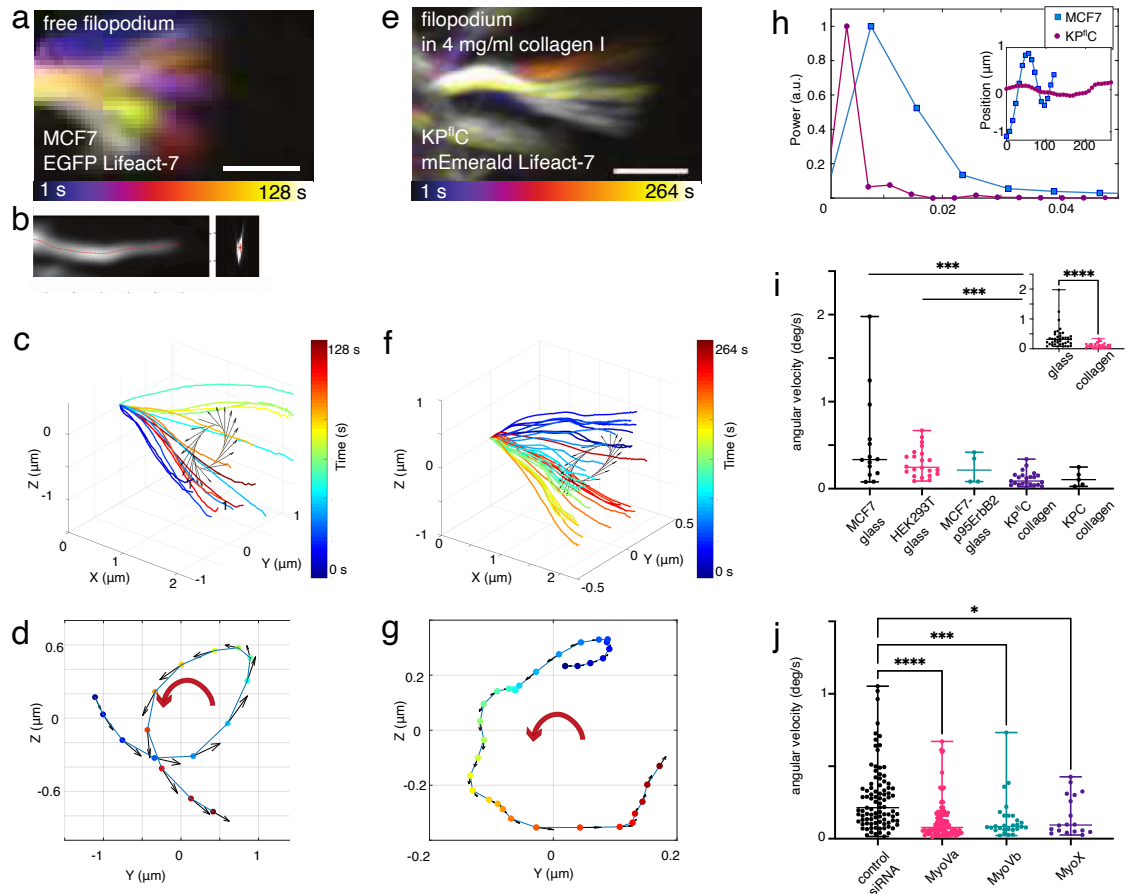 a
free filopodium
MCF7
EGFP Lifeact-7
1 s
128 s
b
e
filopodium
in 4 mg/ml collagen I
KPflC
mEmerald Lifeact-7
1 s
264 s
h
MCF7
KPflC
Power (a.u.)
1
0.8
0.6
0.4
0.2
0
0.02
0.04
Position (µm)
1
0
-1
0
100
200
c
Z (µm)
0
-1
0
1
2
X (µm)
-1
0
1
Y (µm)
128 s
Time (s)
0 s
f
Z (µm)
1
0
-1
0
1
2
X (µm)
-0.5
0
0.5
Y (µm)
264 s
Time (s)
0 s
i
angular velocity (deg/s)
2
1
0
***
***
MCF7
glass
HEK293T
glass
MCF7-
p95ErbB2
glass
KPflC
collagen
KPC
collagen
****
2
1
0
glass
collagen
d
Z (µm)
0.6
0
-0.6
-1
0
1
Y (µm)
g
Z (µm)
0.2
0
-0.2
-0.4
-0.2
0
0.2
Y (µm)
j
angular velocity (deg/s)
1
0
*
***
****
control
siRNA
MyoVa
MyoVb
MyoX